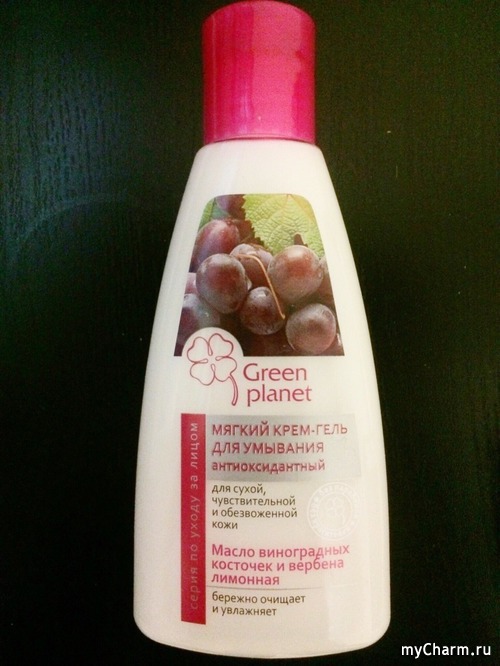 Green
planet
серия по уходу за лицом
МЯГКИЙ КРЕМ-ГЕЛЬ
ДЛЯ УМЫВАНИЯ
антиоксидантный
для сухой,
чувствительной
и обезвоженной
кожи
Масло виноградных
косточек и вербена
лимонная
бережно очищает
и увлажняет
myCharm.ru